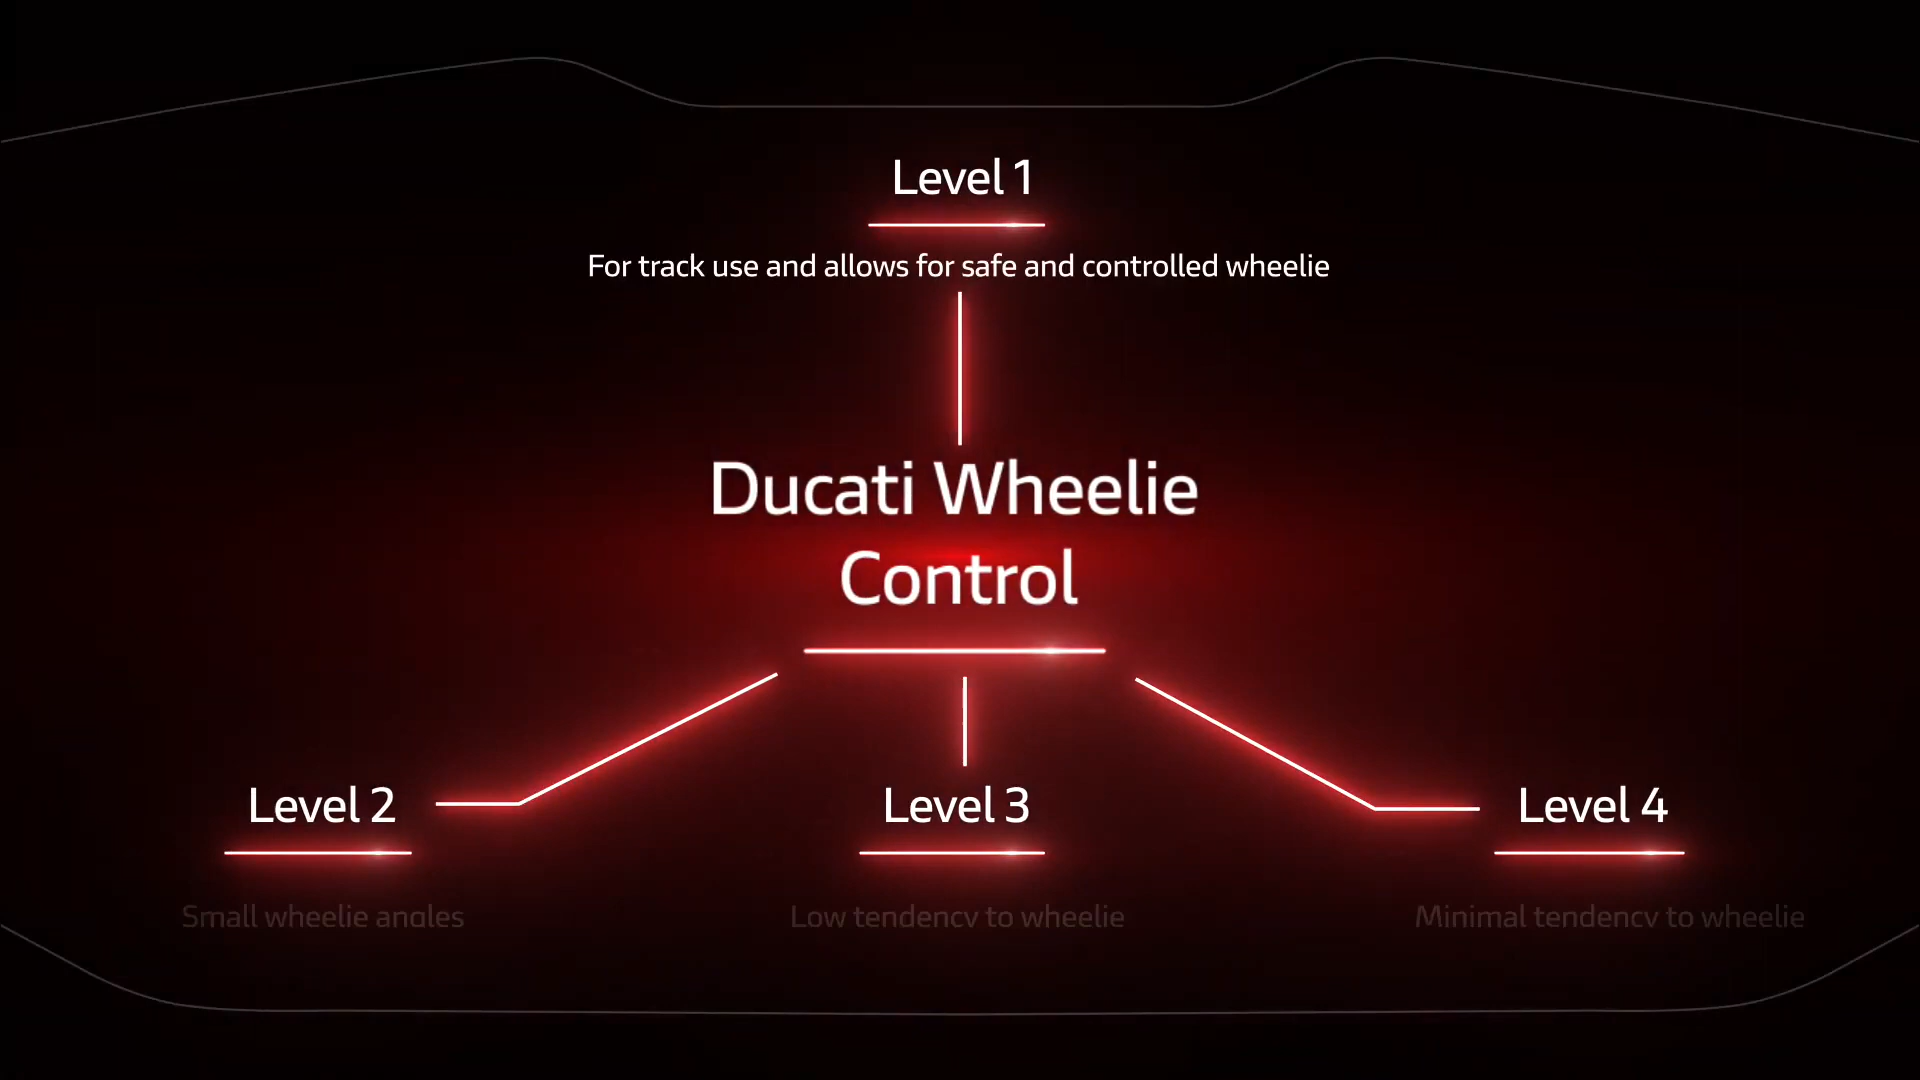 Level 1
For track use and allows for safe and controlled wheelie
Ducati Wheelie
Control
Level 2
Level 3
Level 4
Small wheelie angles
Low tendency to wheelie
Minimal tendency to wheelie